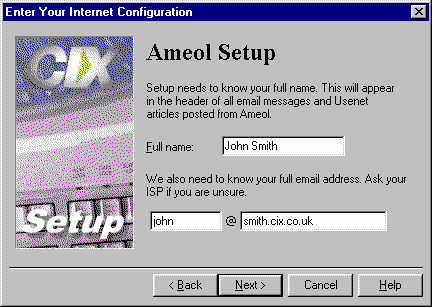 Enter Your Internet Configuration
CIX
Setup
Ameol Setup
Setup needs to know your full name. This will appear
in the header of all email messages and Usenet
articles posted from Ameol.
Full name: John Smith
We also need to know your full email address. Ask your
ISP if you are unsure.
john @ smith.cix.co.uk
< Back Next > Cancel Help